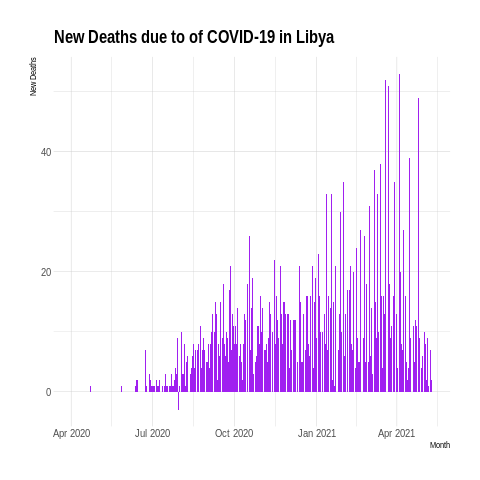 New Deaths due to of COVID-19 in Libya
New Deaths
40
20
0
Apr 2020 Jul 2020 Oct 2020 Jan 2021 Apr 2021
Month